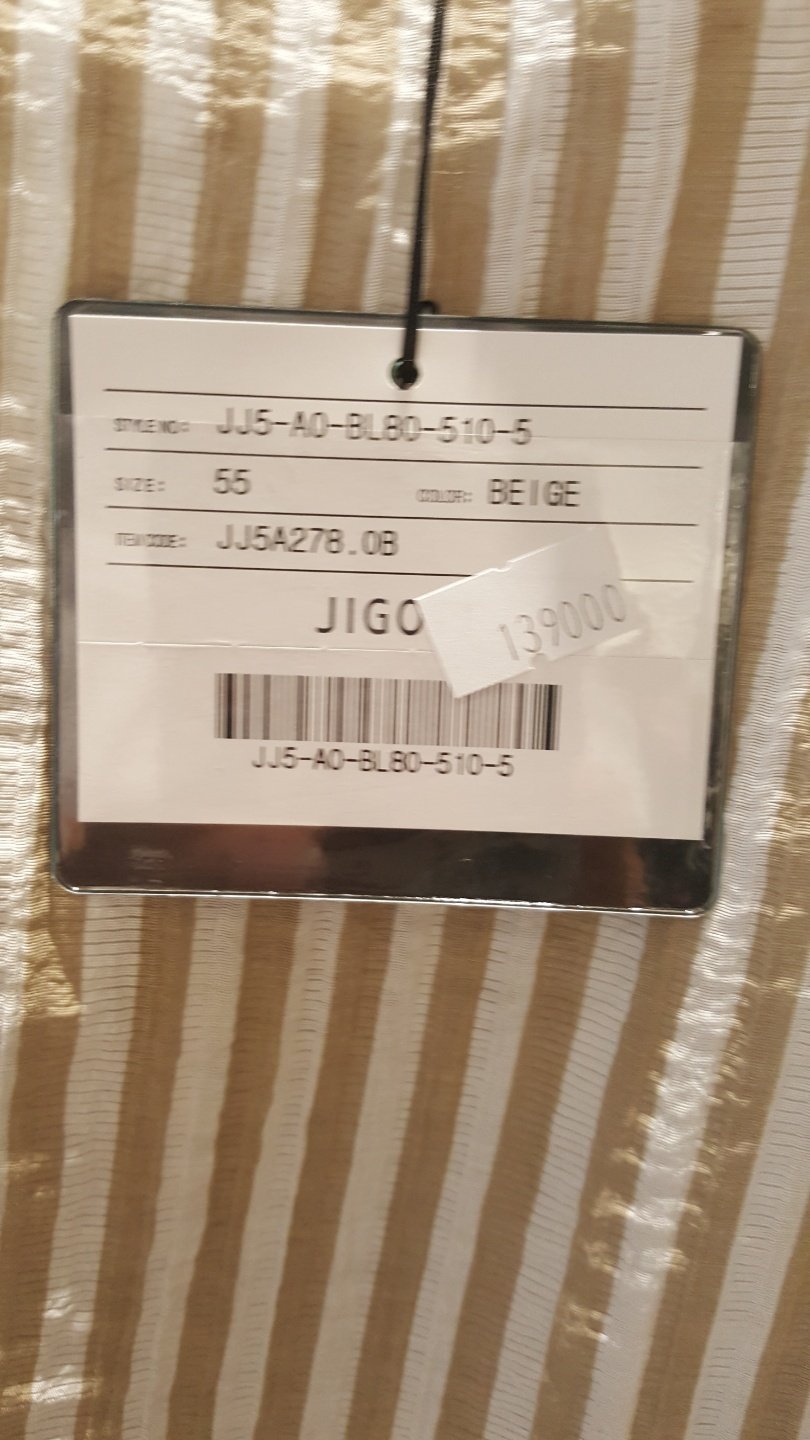 STYLE NO: JJ5-A0-BL80-510-5
SIZE: 55 COLOR: BEIGE
ITEM CODE: JJ5A278.0B
JIGO
139000
JJ5-A0-BL80-510-5